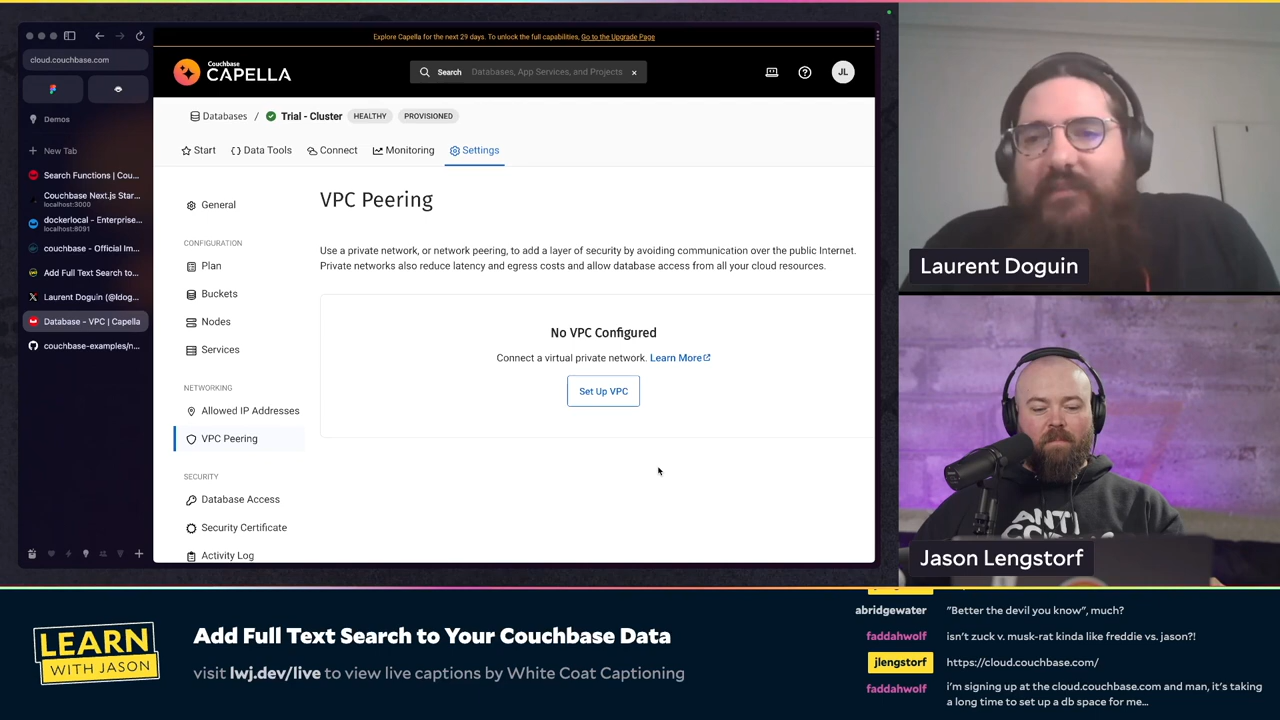 Explore Capella for the next 29 days. To unlock the full capabilities, Go to the Upgrade Page
cloud.couchbase.com
Couchbase
CAPELLA
Search Databases, App Services, and Projects ×
JL
Demos
New Tab
Search Functions | Cou...
Couchbase Next.js Star...
localhost:3000
dockerlocal - Enterprise...
localhost:8091
couchbase - Official Im...
Add Full Text Search to...
Laurent Doguin (@ldog...
Database - VPC | Capella
couchbase-examples/n...
Databases / Trial - Cluster HEALTHY PROVISIONED
Start Data Tools Connect Monitoring Settings
General
CONFIGURATION
Plan
Buckets
Nodes
Services
NETWORKING
Allowed IP Addresses
VPC Peering
SECURITY
Database Access
Security Certificate
Activity Log
VPC Peering
Use a private network, or network peering, to add a layer of security by avoiding communication over the public Internet.
Private networks also reduce latency and egress costs and allow database access from all your cloud resources.
No VPC Configured
Connect a virtual private network. Learn More
Set Up VPC
Laurent Doguin
ANTI
Jason Lengstorf
LEARN
WITH JASON
Add Full Text Search to Your Couchbase Data
visit lwj.dev/live to view live captions by White Coat Captioning
abridgewater "Better the devil you know", much?
faddahwolf isn't zuck v. musk-rat kinda like freddie vs. jason?!
jlengstorf https://cloud.couchbase.com/
faddahwolf i'm signing up at the cloud.couchbase.com and man, it's taking
a long time to set up a db space for me...